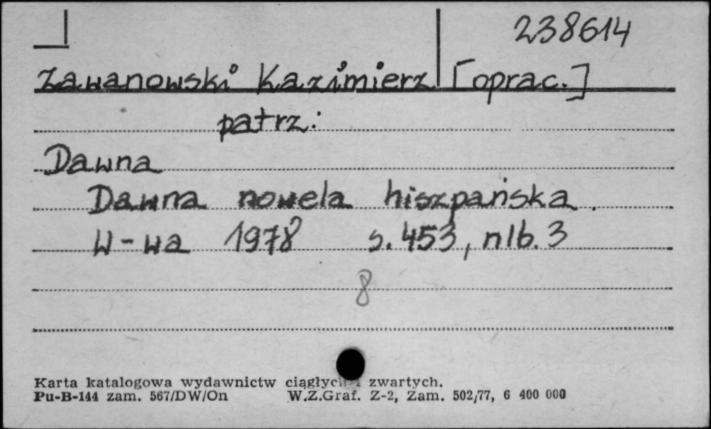 238614
Zawanowski Kazimierz [oprac.]
patrz:
Dawna
Dawna nowela hiszpańska.
W-wa 1978 s. 453, nlb. 3
8
Karta katalogowa wydawnictw ciągłych i zwartych.
Pu-B-144 zam. 567/DW/On W.Z.Graf. Z-2, Zam. 502/77, 6 400 000